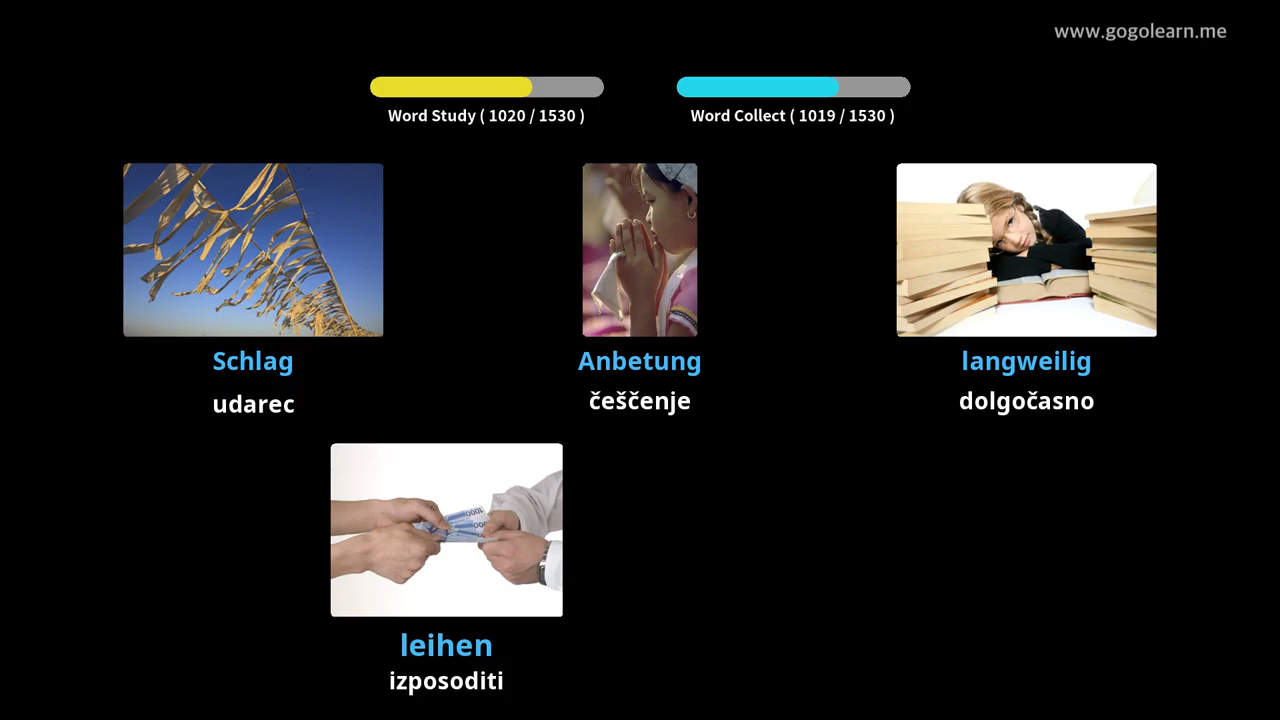 www.gogolearn.me
Word Study ( 1020 / 1530 )
Word Collect ( 1019 / 1530 )
Schlag
udarec
Anbetung
češčenje
langweilig
dolgočasno
leihen
izposoditi